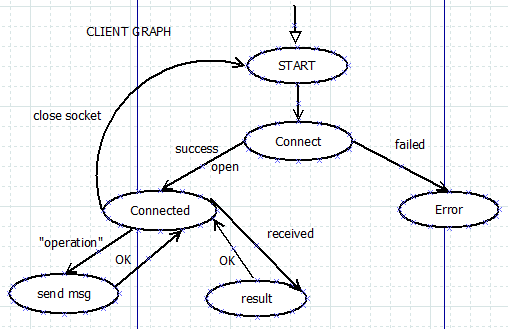 CLIENT GRAPH
START
close socket
Connect
success
open
failed
Connected
Error
"operation"
received
OK
OK
send msg
result